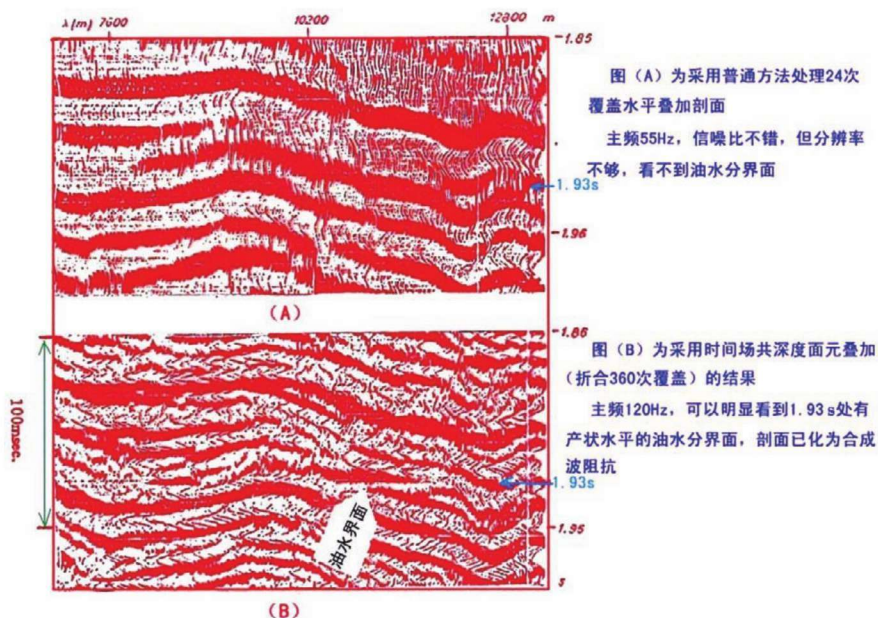 λ(m) 7600 10200 12800 m
1.85
图（A）为采用普通方法处理24次
覆盖水平叠加剖面
主频55Hz，信噪比不错，但分辨率
不够，看不到油水分界面
1.93s
1.96
（A）
1.86
图（B）为采用时间场共深度面元叠加
（折合360次覆盖）的结果
主频120Hz，可以明显看到1.93s处有
产状水平的油水分界面，剖面已化为合成
波阻抗
100msec.
1.93s
油水界面
1.95
s
（B）